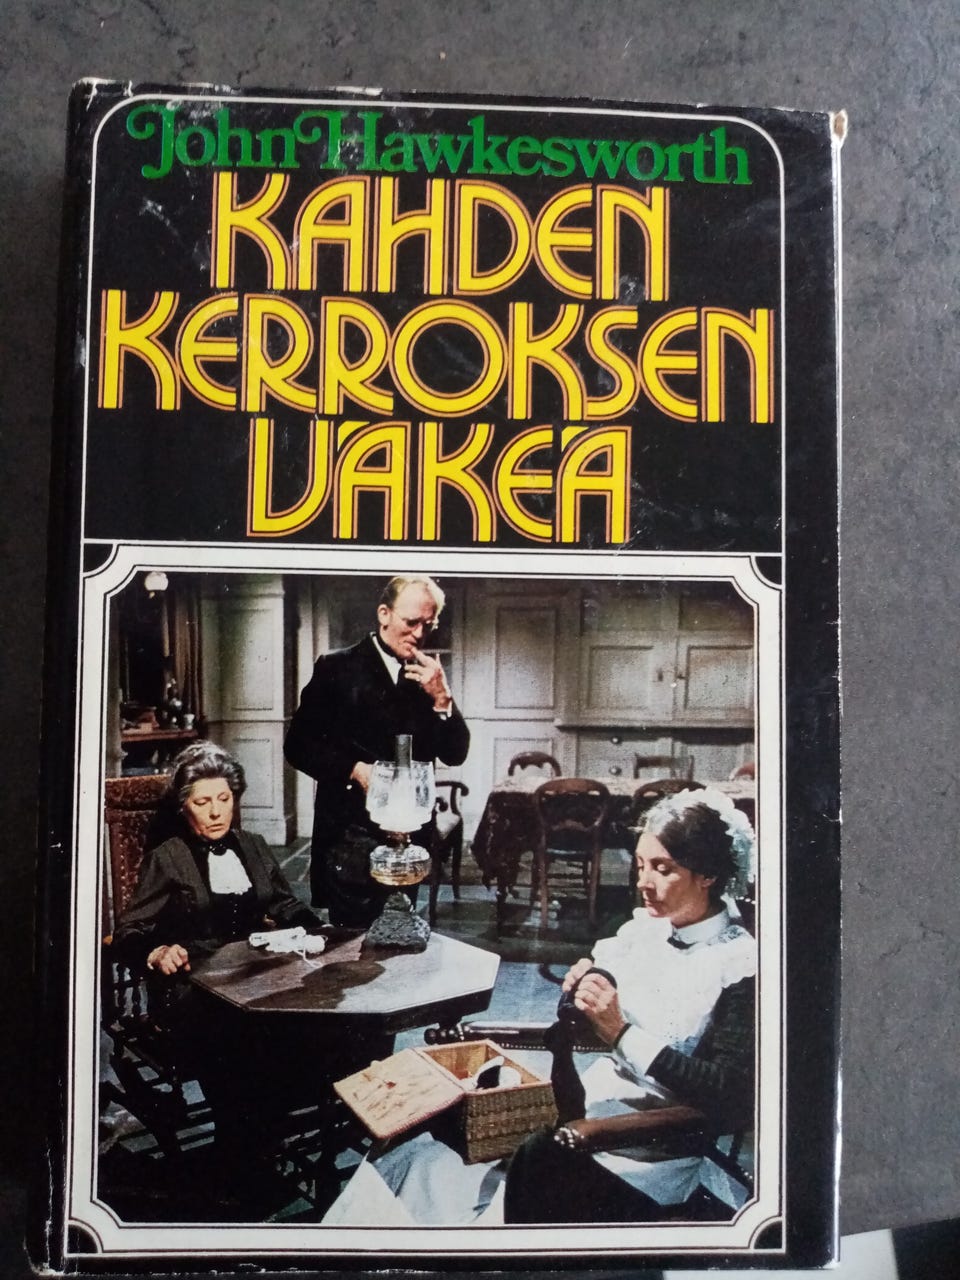 John Hawkesworth
KAHDEN
KERROKSEN
VÄKEÄ